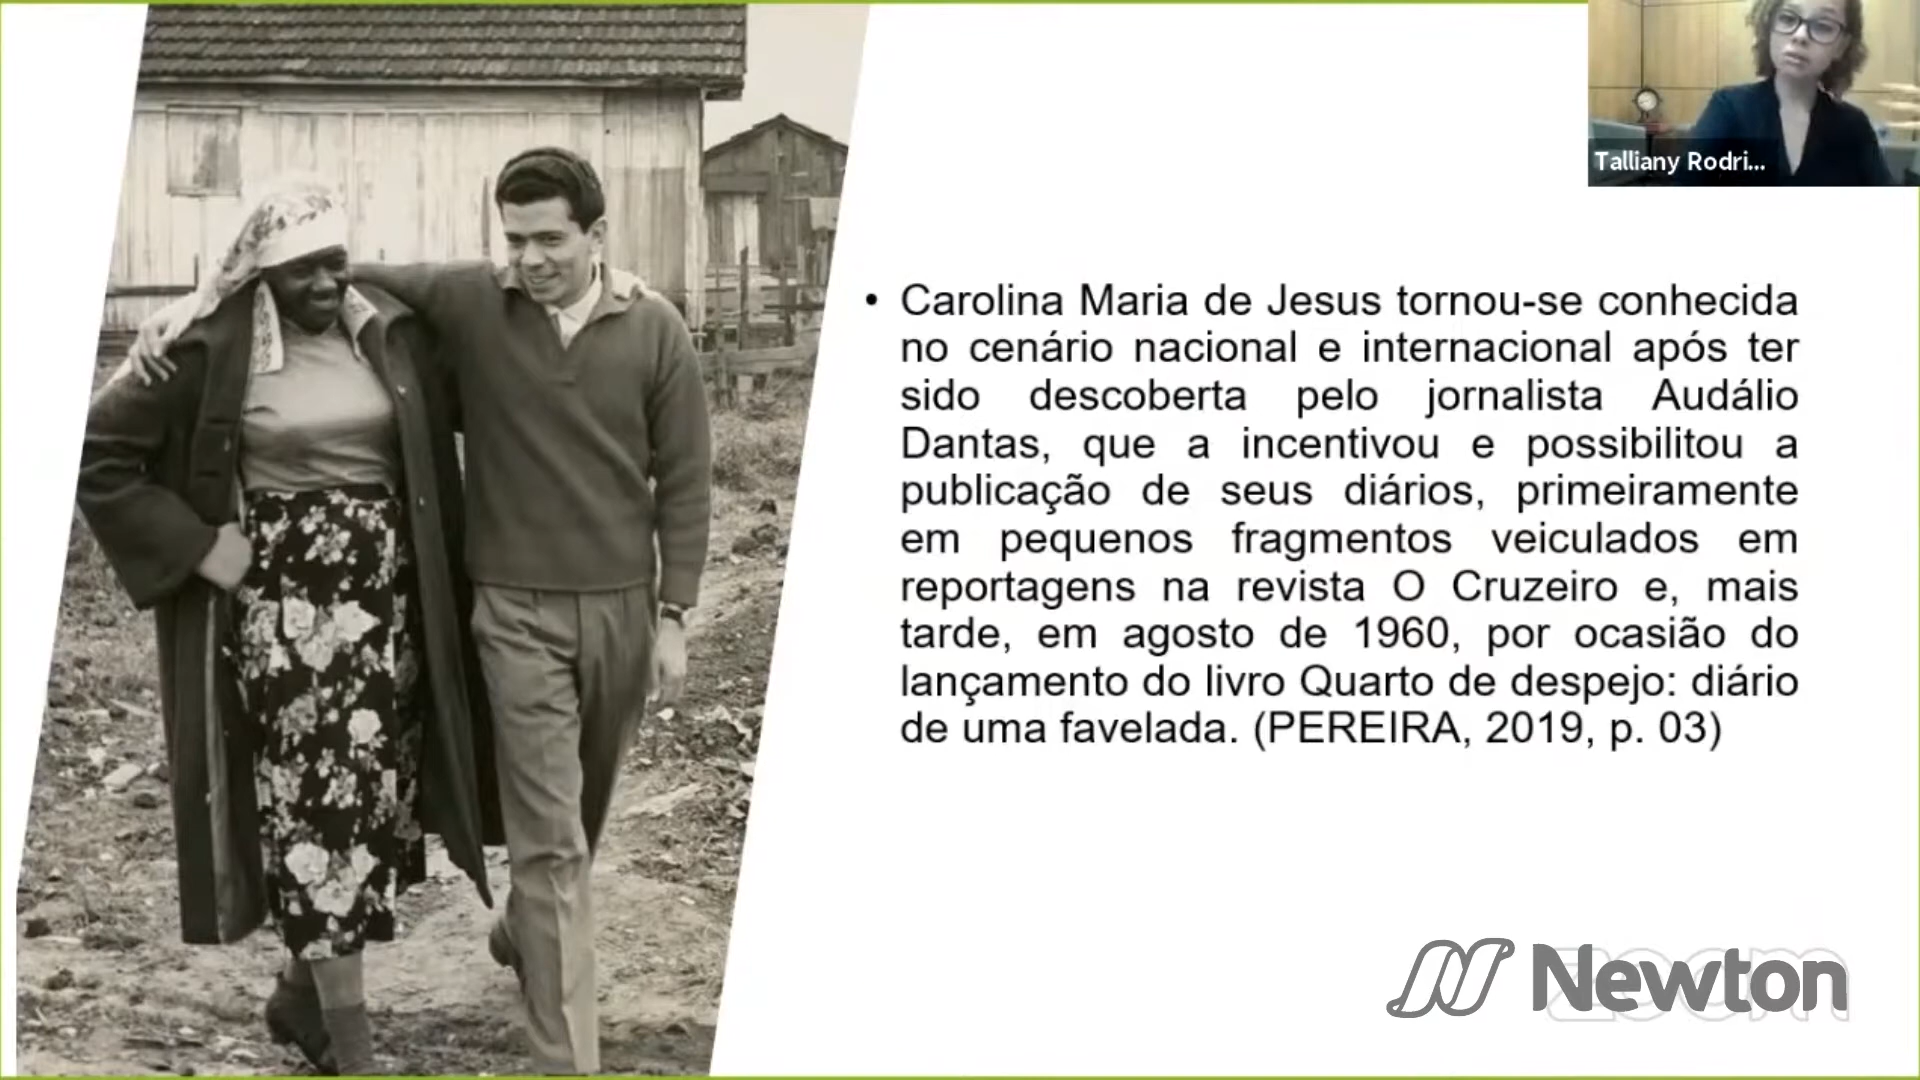 Talliany Rodri...
• Carolina Maria de Jesus tornou-se conhecida
no cenário nacional e internacional após ter
sido descoberta pelo jornalista Audálio
Dantas, que a incentivou e possibilitou a
publicação de seus diários, primeiramente
em pequenos fragmentos veiculados em
reportagens na revista O Cruzeiro e, mais
tarde, em agosto de 1960, por ocasião do
lançamento do livro Quarto de despejo: diário
de uma favelada. (PEREIRA, 2019, p. 03)
Newton
zoom